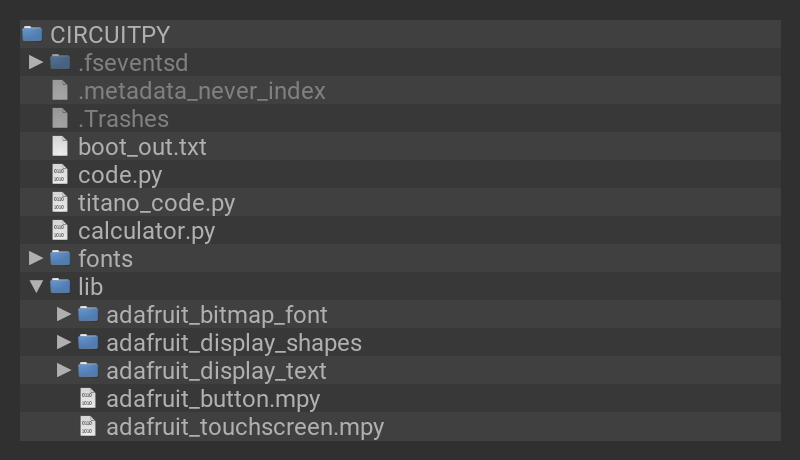 CIRCUITPY
.fseventsd
.metadata_never_index
.Trashes
boot_out.txt
code.py
titano_code.py
calculator.py
fonts
lib
adafruit_bitmap_font
adafruit_display_shapes
adafruit_display_text
adafruit_button.mpy
adafruit_touchscreen.mpy